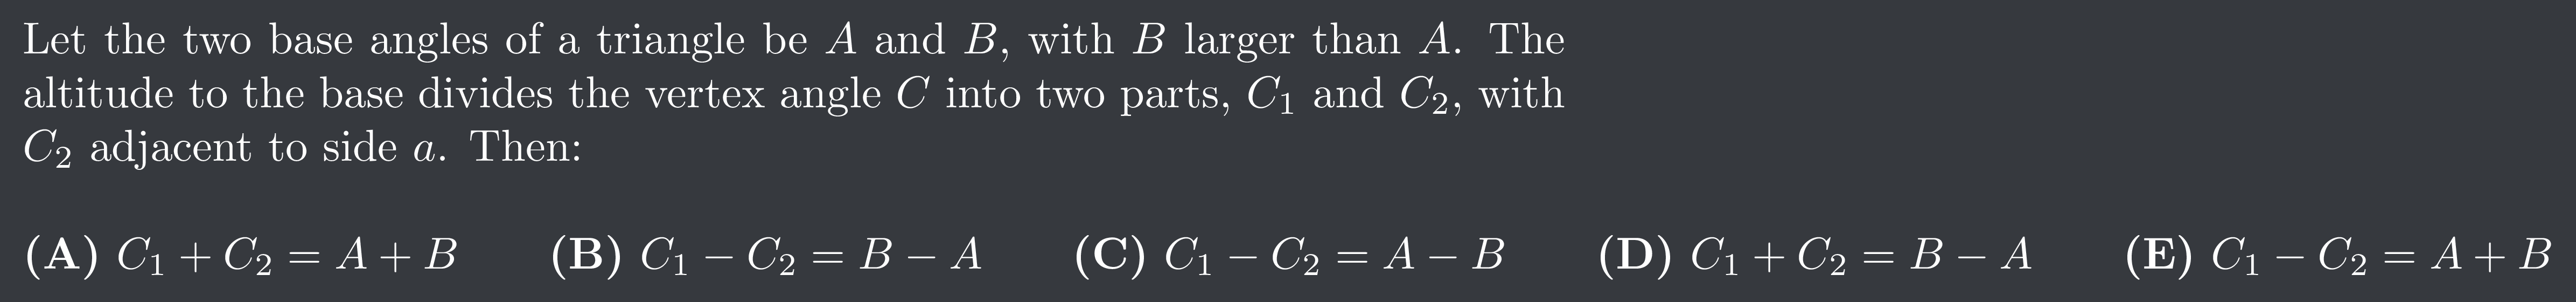 Let the two base angles of a triangle be A and B, with B larger than A. The
altitude to the base divides the vertex angle C into two parts, C₁ and C₂, with
C₂ adjacent to side a. Then:
(A) C₁ + C₂ = A + B (B) C₁ − C₂ = B − A (C) C₁ − C₂ = A − B (D) C₁ + C₂ = B − A (E) C₁ − C₂ = A + B